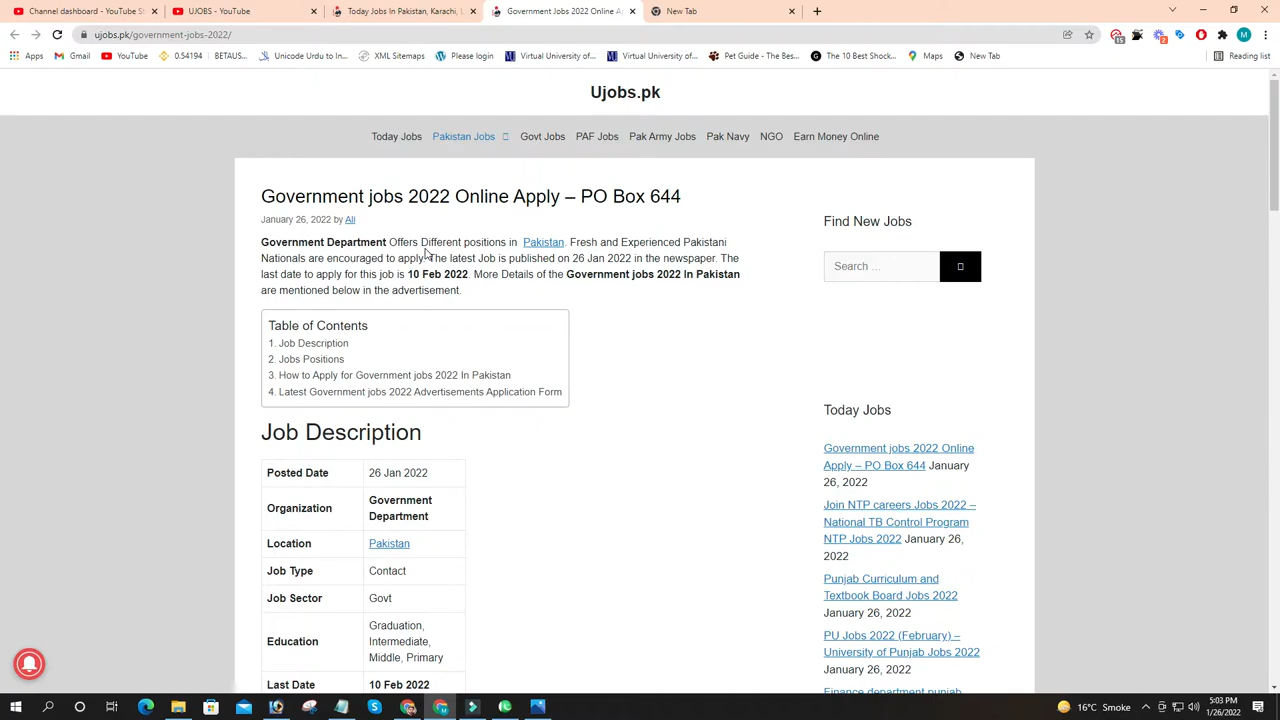 Channel dashboard - YouTube St
UJOBS - YouTube
Today Jobs In Pakistan, Karachi, L
Government Jobs 2022 Online Ap
New Tab
ujobs.pk/government-jobs-2022/
Apps
Gmail
YouTube
0.54194
BETAUS...
Unicode Urdu to In...
XML Sitemaps
Please login
Virtual University of...
Virtual University of...
Pet Guide - The Bes...
The 10 Best Shock...
Maps
New Tab
Reading list
Ujobs.pk
Today Jobs
Pakistan Jobs
Govt Jobs
PAF Jobs
Pak Army Jobs
Pak Navy
NGO
Earn Money Online
Government jobs 2022 Online Apply – PO Box 644
January 26, 2022 by Ali
Government Department Offers Different positions in Pakistan. Fresh and Experienced Pakistani
Nationals are encouraged to apply. The latest Job is published on 26 Jan 2022 in the newspaper. The
last date to apply for this job is 10 Feb 2022. More Details of the Government jobs 2022 In Pakistan
are mentioned below in the advertisement.
Table of Contents
1. Job Description
2. Jobs Positions
3. How to Apply for Government jobs 2022 In Pakistan
4. Latest Government jobs 2022 Advertisements Application Form
Job Description
Posted Date 26 Jan 2022
Organization Government
Department
Location Pakistan
Job Type Contact
Job Sector Govt
Education Graduation,
Intermediate,
Middle, Primary
Last Date 10 Feb 2022
Find New Jobs
Search …
Today Jobs
Government jobs 2022 Online
Apply – PO Box 644 January
26, 2022
Join NTP careers Jobs 2022 –
National TB Control Program
NTP Jobs 2022 January 26,
2022
Punjab Curriculum and
Textbook Board Jobs 2022
January 26, 2022
PU Jobs 2022 (February) –
University of Punjab Jobs 2022
January 26, 2022
Finance department punjab
16°C Smoke
5:03 PM
1/26/2022